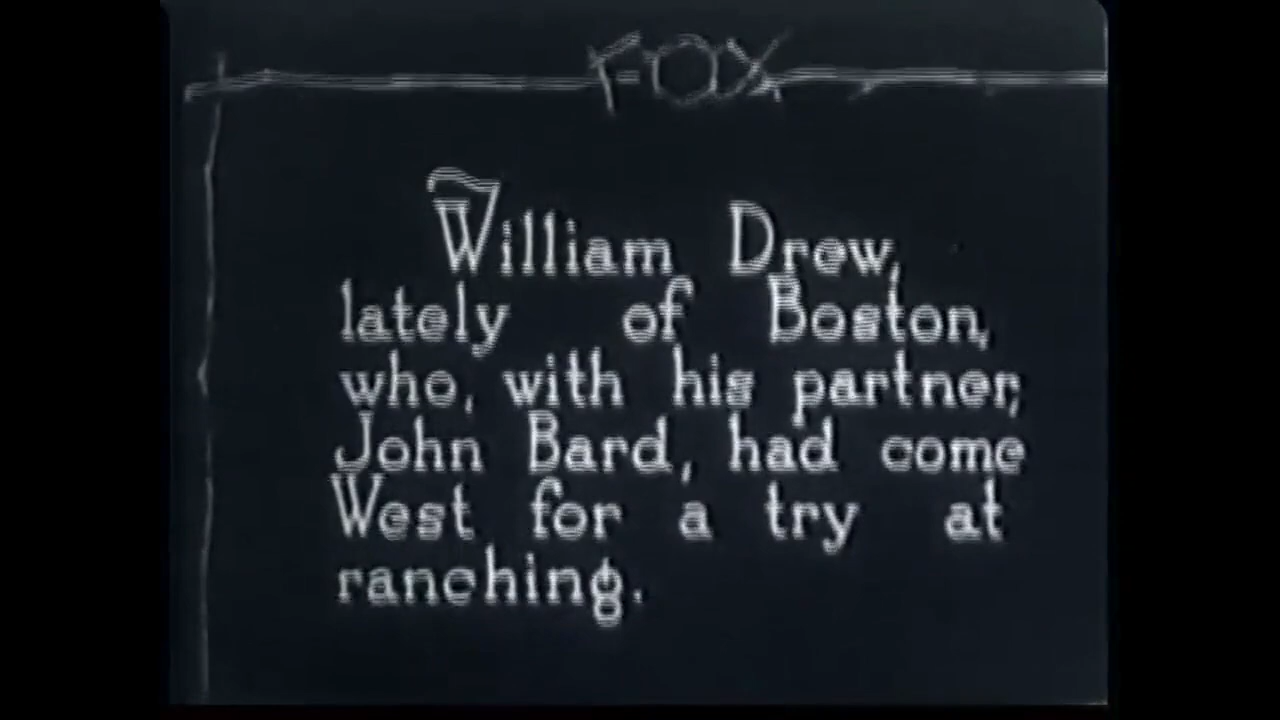 FOX
William Drew,
lately of Boston,
who, with his partner,
John Bard, had come
West for a try at
ranching.